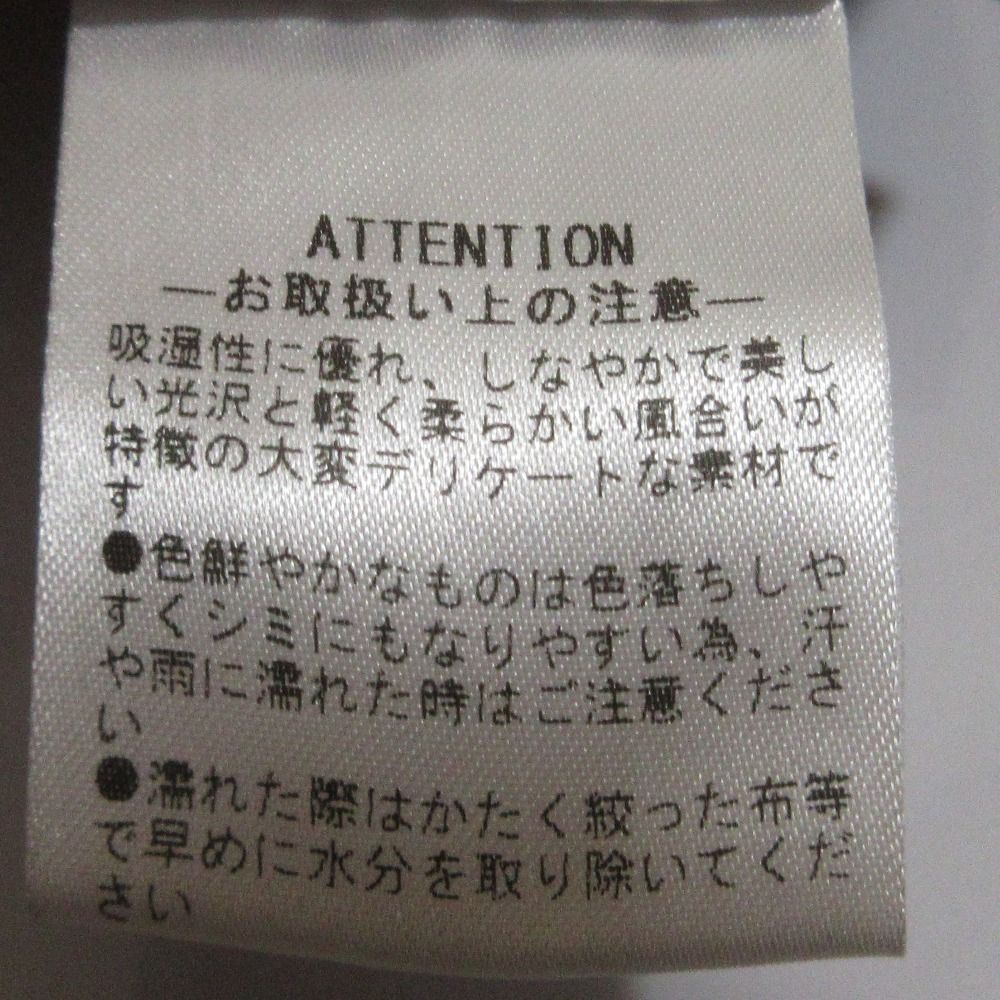 ATTENTION
―お取扱い上の注意―
吸湿性に優れ、しなやかで美し
い光沢と軽く柔らかい風合いが
特徴の大変デリケートな素材で
す
●色鮮やかなものは色落ちしや
すくシミにもなりやすい為、汗
や雨に濡れた時はご注意くださ
い
●濡れた際はかたく絞った布等
で早めに水分を取り除いてくだ
さい